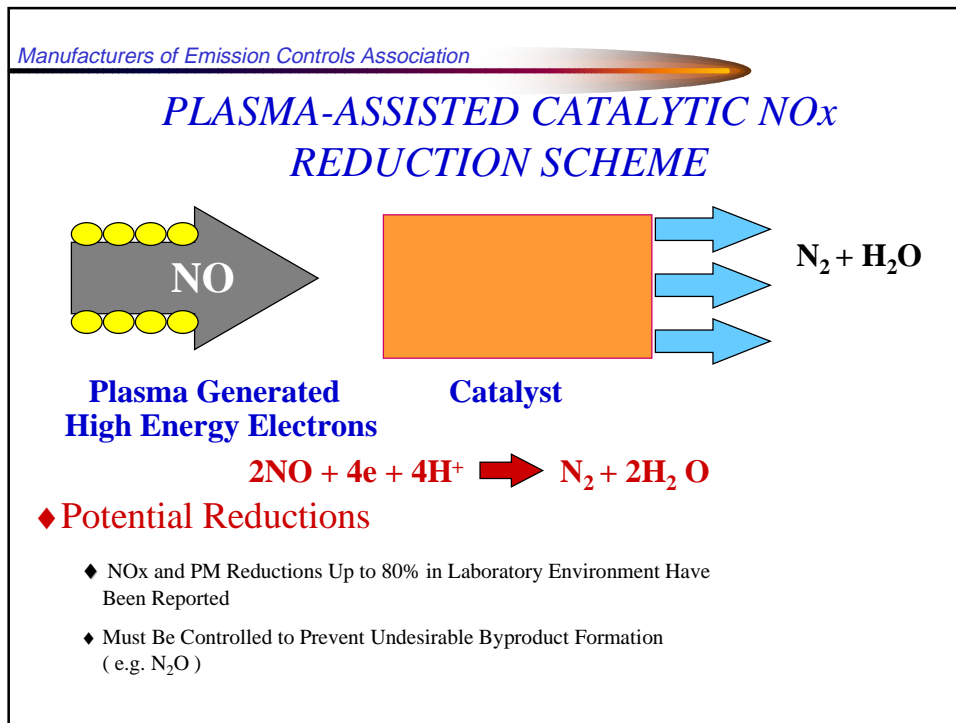 Manufacturers of Emission Controls Association
PLASMA-ASSISTED CATALYTIC NOx
REDUCTION SCHEME
NO
N₂ + H₂O
Plasma Generated
High Energy Electrons
Catalyst
2NO + 4e + 4H⁺ ➡ N₂ + 2H₂ O
♦Potential Reductions
♦ NOx and PM Reductions Up to 80% in Laboratory Environment Have
Been Reported
♦ Must Be Controlled to Prevent Undesirable Byproduct Formation
( e.g. N₂O )